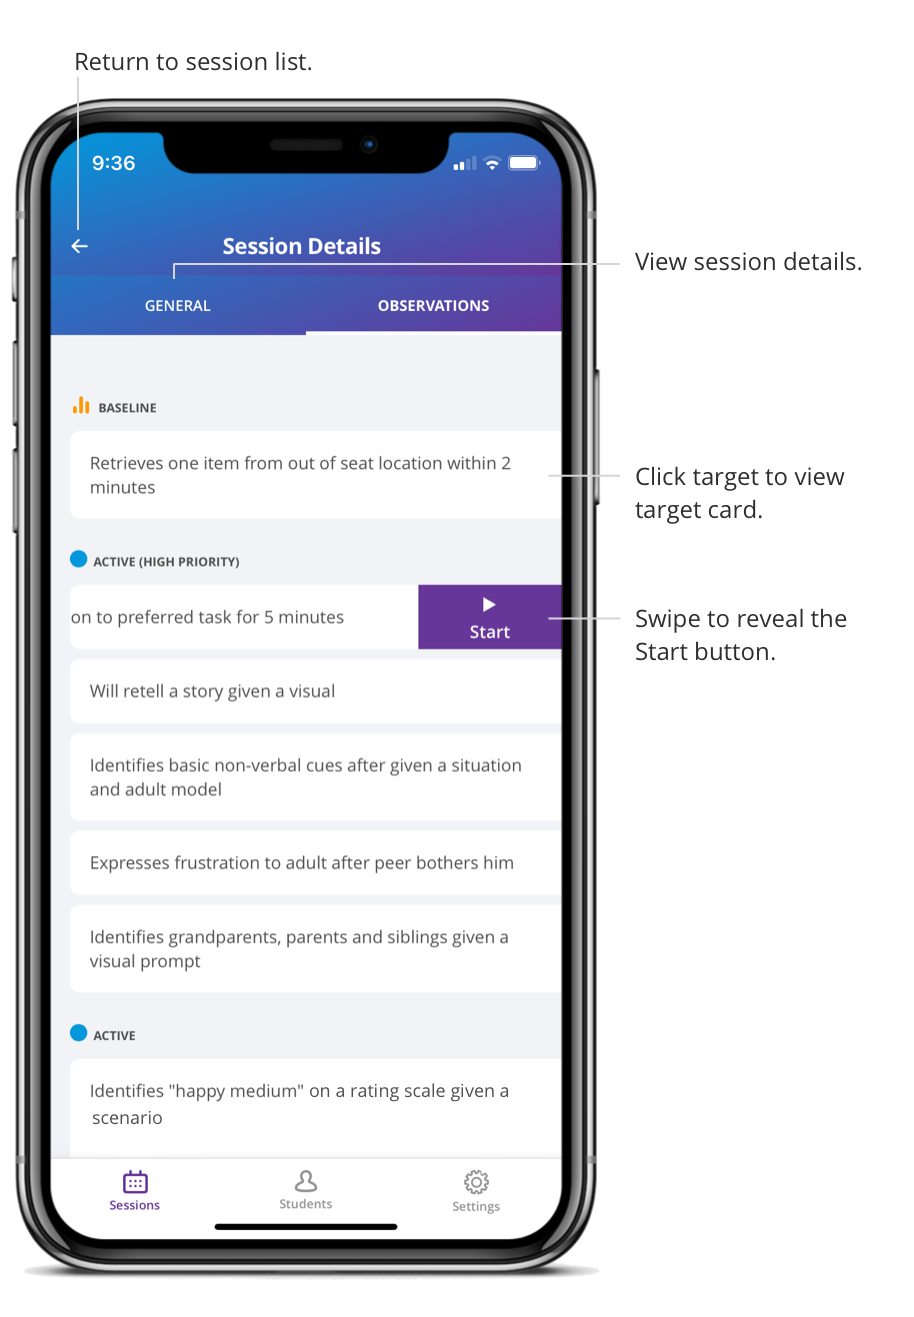 Return to session list.
9:36
Session Details
View session details.
GENERAL
OBSERVATIONS
BASELINE
Retrieves one item from out of seat location within 2
minutes
Click target to view
target card.
ACTIVE (HIGH PRIORITY)
on to preferred task for 5 minutes
Start
Swipe to reveal the
Start button.
Will retell a story given a visual
Identifies basic non-verbal cues after given a situation
and adult model
Expresses frustration to adult after peer bothers him
Identifies grandparents, parents and siblings given a
visual prompt
ACTIVE
Identifies "happy medium" on a rating scale given a
scenario
Sessions
Students
Settings